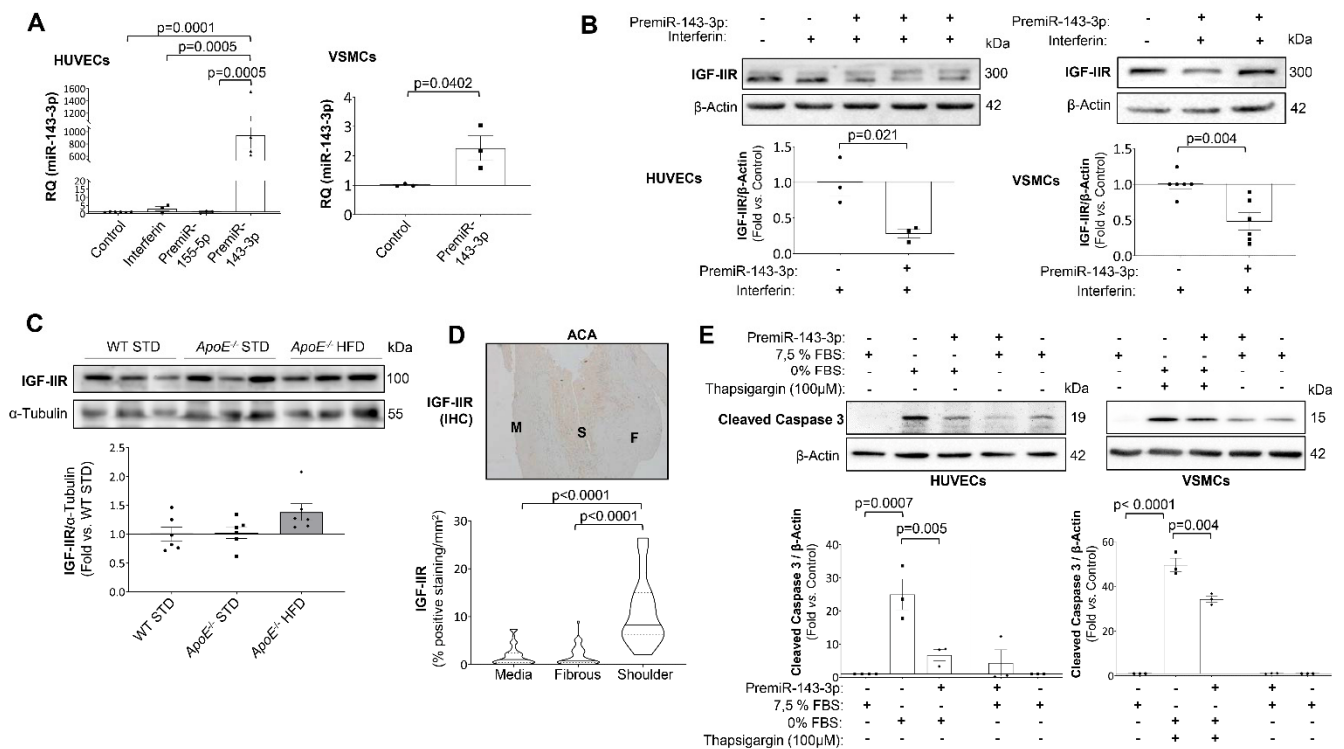 A
HUVECs
p=0.0001
p=0.0005
p=0.0005
RQ (miR-143-3p)
1600
1400
1200
1000
800
600
20
15
10
5
0
Control
Interferin
PremiR-155-5p
PremiR-143-3p
VSMCs
p=0.0402
RQ (miR-143-3p)
4
3
2
1
0
Control
PremiR-143-3p
B
PremiR-143-3p: - - + + +
Interferin: - + + + +
kDa
IGF-IIR 300
β-Actin 42
HUVECs
p=0.021
IGF-IIR/β-Actin
(Fold vs. Control)
1.5
1.0
0.5
0.0
PremiR-143-3p: - +
Interferin: + +
PremiR-143-3p: - + +
Interferin: - + +
kDa
IGF-IIR 300
β-Actin 42
VSMCs
p=0.004
IGF-IIR/β-Actin
(Fold vs. Control)
1.5
1.0
0.5
1.0
PremiR-143-3p: - +
Interferin: + +
C
WT STD ApoE-/- STD ApoE-/- HFD kDa
IGF-IIR 100
α-Tubulin 55
IGF-IIR/α-Tubulin
(Fold vs. WT STD)
2.5
2.0
1.5
1.0
0.5
0.0
WT STD
ApoE-/- STD
ApoE-/- HFD
D
ACA
IGF-IIR
(IHC)
M S F
p<0.0001
p<0.0001
IGF-IIR
(% positive staining/mm2)
30
20
10
0
Media Fibrous Shoulder
E
PremiR-143-3p: - - + + -
7,5 % FBS: + - - + +
0% FBS: - + + - -
Thapsigargin (100µM): - - - - -
kDa
Cleaved Caspase 3 19
β-Actin 42
HUVECs
p=0.0007
p=0.005
Cleaved Caspase 3 / β-Actin
(Fold vs. Control)
40
30
20
10
0
PremiR-143-3p: - - + + -
7,5 % FBS: + - - + +
0% FBS: - + + - -
Thapsigargin (100µM): - - - - -
- - + + -
+ - - + +
- + + - -
- + + - -
kDa
15
42
VSMCs
p< 0.0001
p=0.004
Cleaved Caspase 3 / β-Actin
(Fold vs. Control)
60
40
20
0
- - + + -
+ - - + +
- + + - -
- + + - -